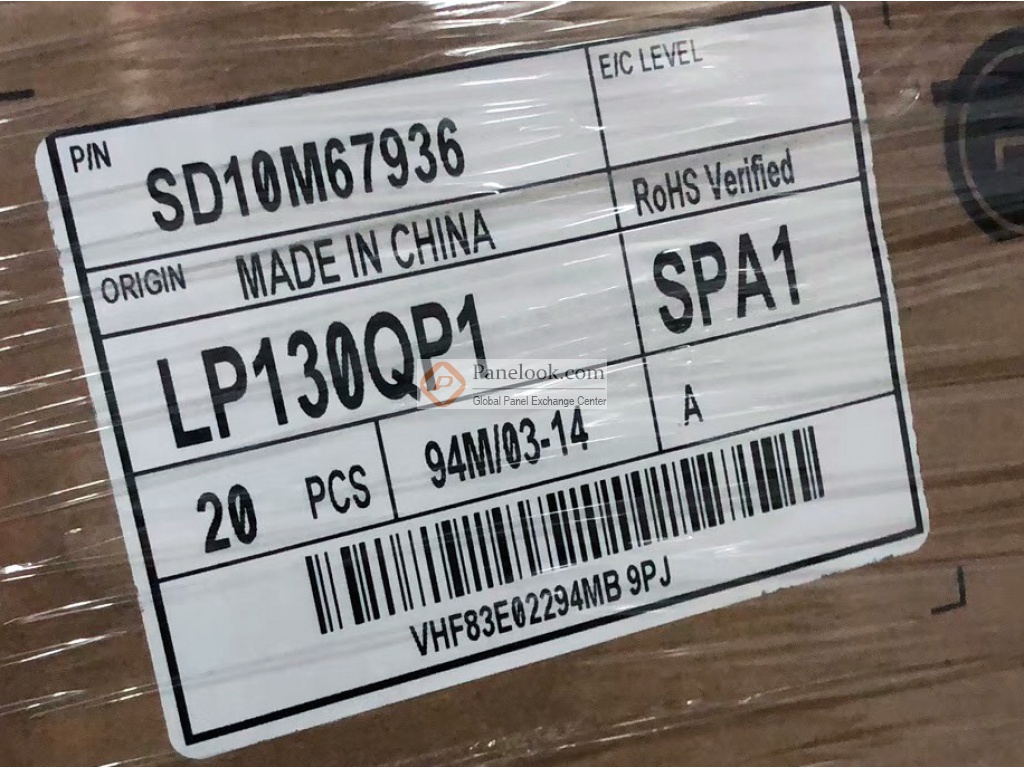 P/N
SD10M67936
E/C LEVEL
ORIGIN MADE IN CHINA
RoHS Verified
LP130QP1
SPA1
Panelook.com
Global Panel Exchange Center
20 PCS
94M/03-14
A
VHF83E02294MB 9PJ